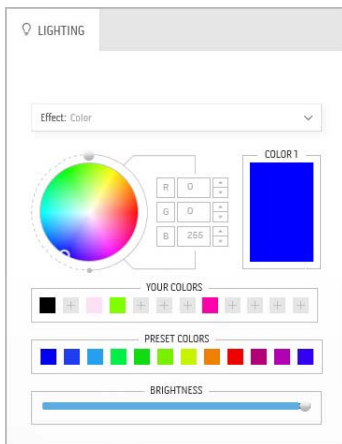 LIGHTING
Effect: Color
COLOR 1
R 0
G 0
B 255
YOUR COLORS
PRESET COLORS
BRIGHTNESS